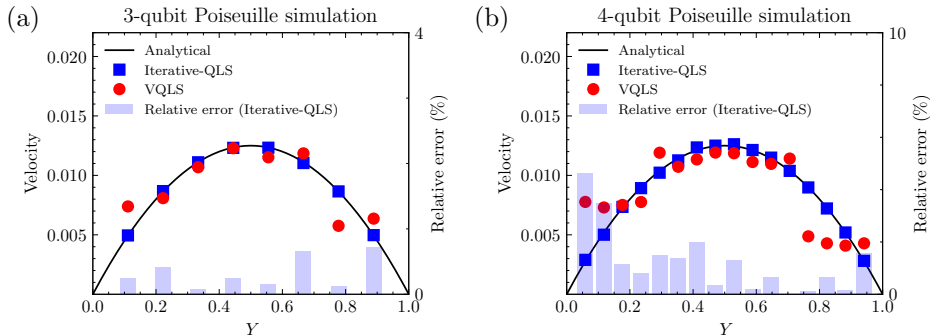 (a)
3-qubit Poiseuille simulation
0.020
0.015
0.010
0.005
Velocity
Analytical
Iterative-QLS
VQLS
Relative error (Iterative-QLS)
4
0
Relative error (%)
0.0
0.2
0.4
0.6
0.8
1.0
Y
(b)
4-qubit Poiseuille simulation
0.020
0.015
0.010
0.005
Velocity
Analytical
Iterative-QLS
VQLS
Relative error (Iterative-QLS)
10
0
Relative error (%)
0.0
0.2
0.4
0.6
0.8
1.0
Y